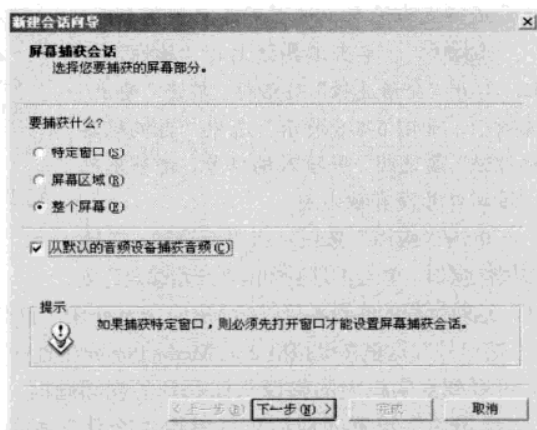 新建会话向导
屏幕捕获会话
选择您要捕获的屏幕部分。
要捕获什么?
特定窗口(S)
屏幕区域(R)
整个屏幕(E)
从默认的音频设备捕获音频(C)
提示
如果捕获特定窗口，则必须先打开窗口才能设置屏幕捕获会话。
<上一步(B) 下一步(N)> 完成 取消